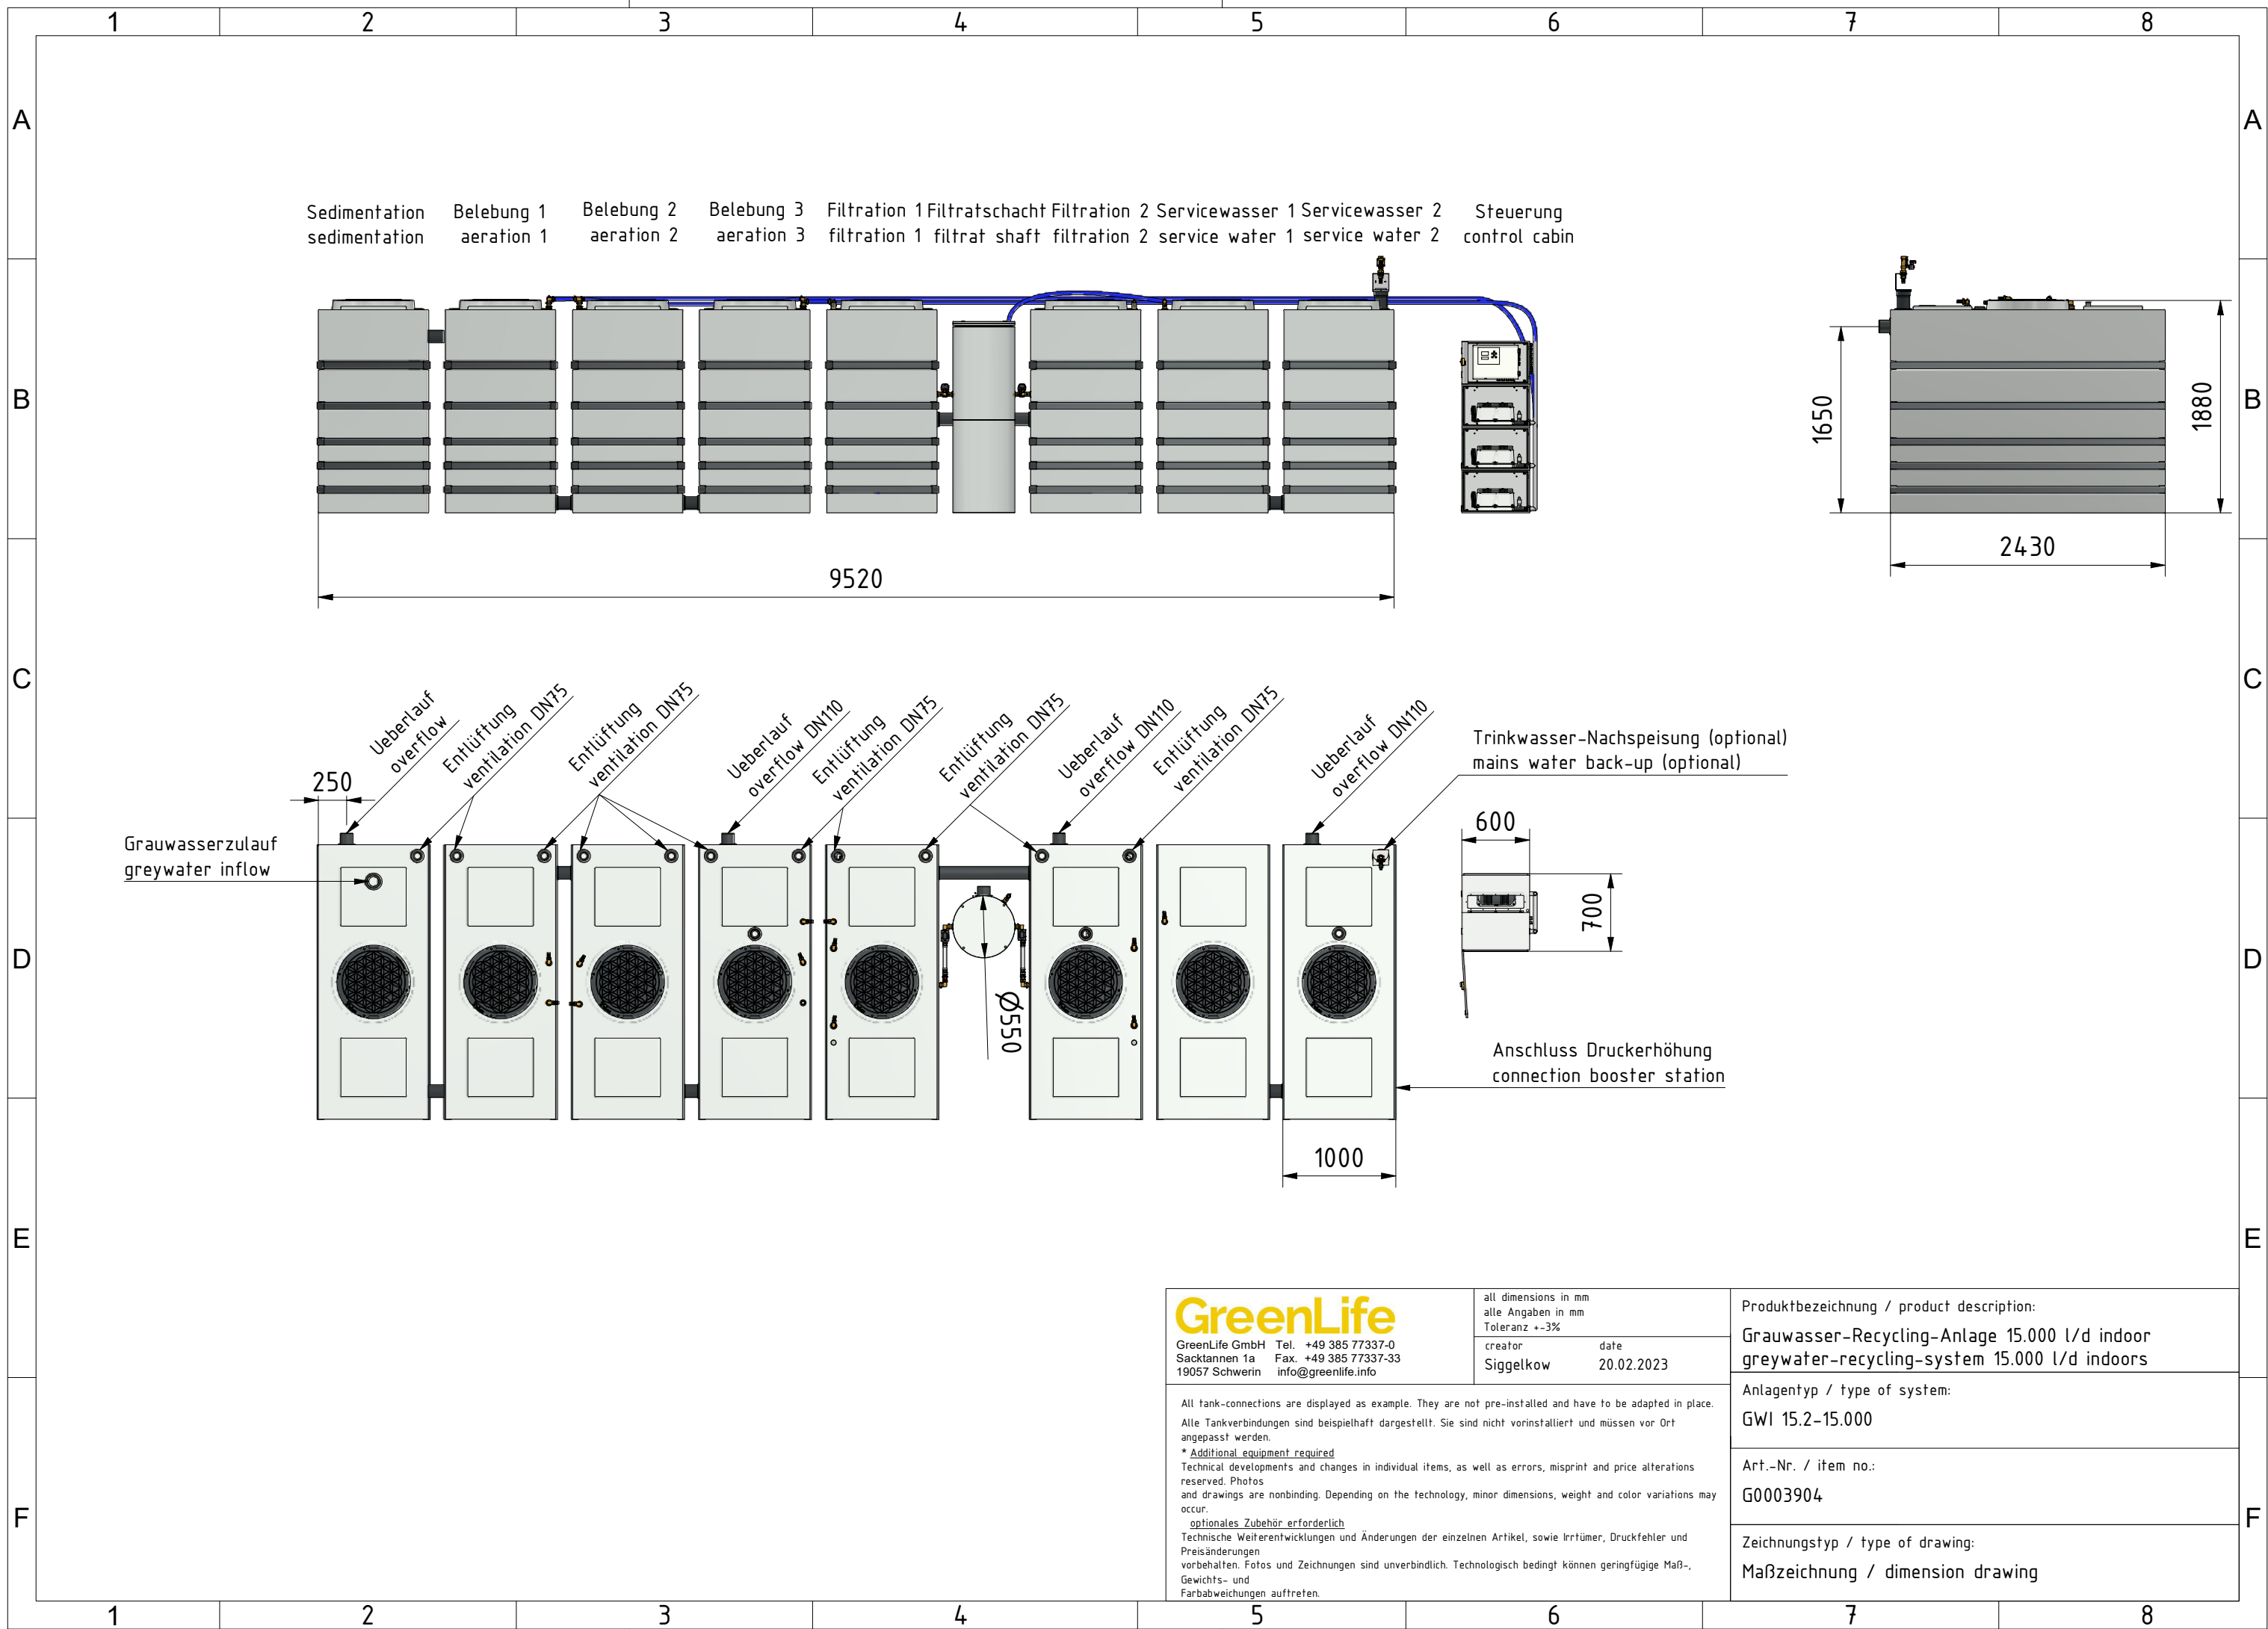 1 2 3 4 5 6 7 8
A A
Sedimentation Belebung 1 Belebung 2 Belebung 3 Filtration 1 Filtratschacht Filtration 2 Servicewasser 1 Servicewasser 2 Steuerung
sedimentation aeration 1 aeration 2 aeration 3 filtration 1 filtrat shaft filtration 2 service water 1 service water 2 control cabin
B B
1650
1880
2430
9520
C C
Ueberlauf
overflow
Entlüftung
ventilation DN75
Entlüftung
ventilation DN75
Ueberlauf
overflow DN110
Entlüftung
ventilation DN75
Entlüftung
ventilation DN75
Ueberlauf
overflow DN110
Entlüftung
ventilation DN75
Ueberlauf
overflow DN110
Trinkwasser-Nachspeisung (optional)
mains water back-up (optional)
250
600
Grauwasserzulauf
greywater inflow
700
D D
Ø550
Anschluss Druckerhöhung
connection booster station
1000
E E
GreenLife
GreenLife GmbH Tel. +49 385 77337-0
Sacktannen 1a Fax. +49 385 77337-33
19057 Schwerin info@greenlife.info
all dimensions in mm
alle Angaben in mm
Toleranz +-3%
creator date
Siggelkow 20.02.2023
Produktbezeichnung / product description:
Grauwasser-Recycling-Anlage 15.000 l/d indoor
greywater-recycling-system 15.000 l/d indoors
Anlagentyp / type of system:
GWI 15.2-15.000
Art.-Nr. / item no.:
G0003904
Zeichnungstyp / type of drawing:
Maßzeichnung / dimension drawing
All tank-connections are displayed as example. They are not pre-installed and have to be adapted in place.
Alle Tankverbindungen sind beispielhaft dargestellt. Sie sind nicht vorinstalliert und müssen vor Ort
angepasst werden.
* Additional equipment required
Technical developments and changes in individual items, as well as errors, misprint and price alterations
reserved. Photos
and drawings are nonbinding. Depending on the technology, minor dimensions, weight and color variations may
occur.
optionales Zubehör erforderlich
Technische Weiterentwicklungen und Änderungen der einzelnen Artikel, sowie Irrtümer, Druckfehler und
Preisänderungen
vorbehalten. Fotos und Zeichnungen sind unverbindlich. Technologisch bedingt können geringfügige Maß-,
Gewichts- und
Farbabweichungen auftreten.
F F
1 2 3 4 5 6 7 8